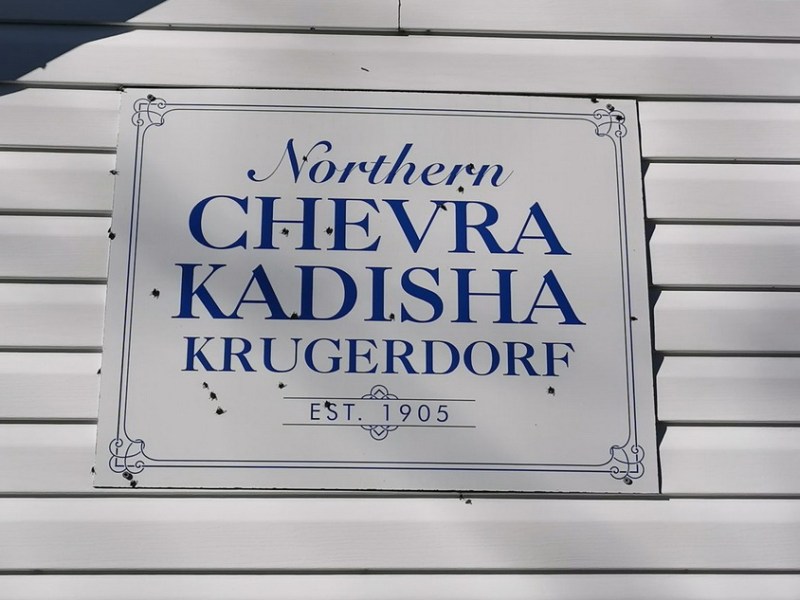 Northern
CHEVRA
KADISHA
KRUGERDORF
EST. 1905